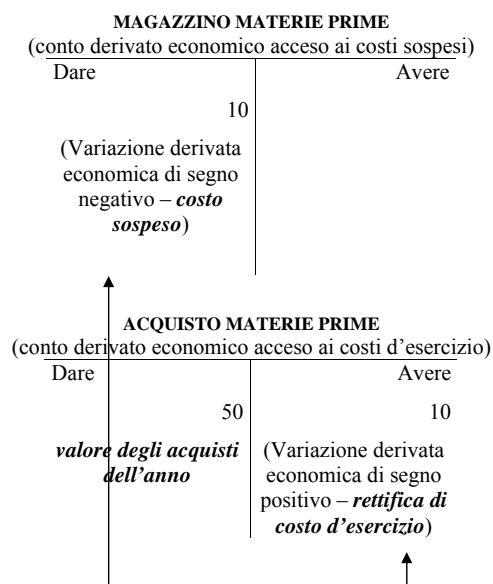 MAGAZZINO MATERIE PRIME
(conto derivato economico acceso ai costi sospesi)
Dare Avere
10
(Variazione derivata
economica di segno
negativo – costo
sospeso)
ACQUISTO MATERIE PRIME
(conto derivato economico acceso ai costi d’esercizio)
Dare Avere
50 10
valore degli acquisti (Variazione derivata
dell’anno economica di segno
positivo – rettifica di
costo d’esercizio)